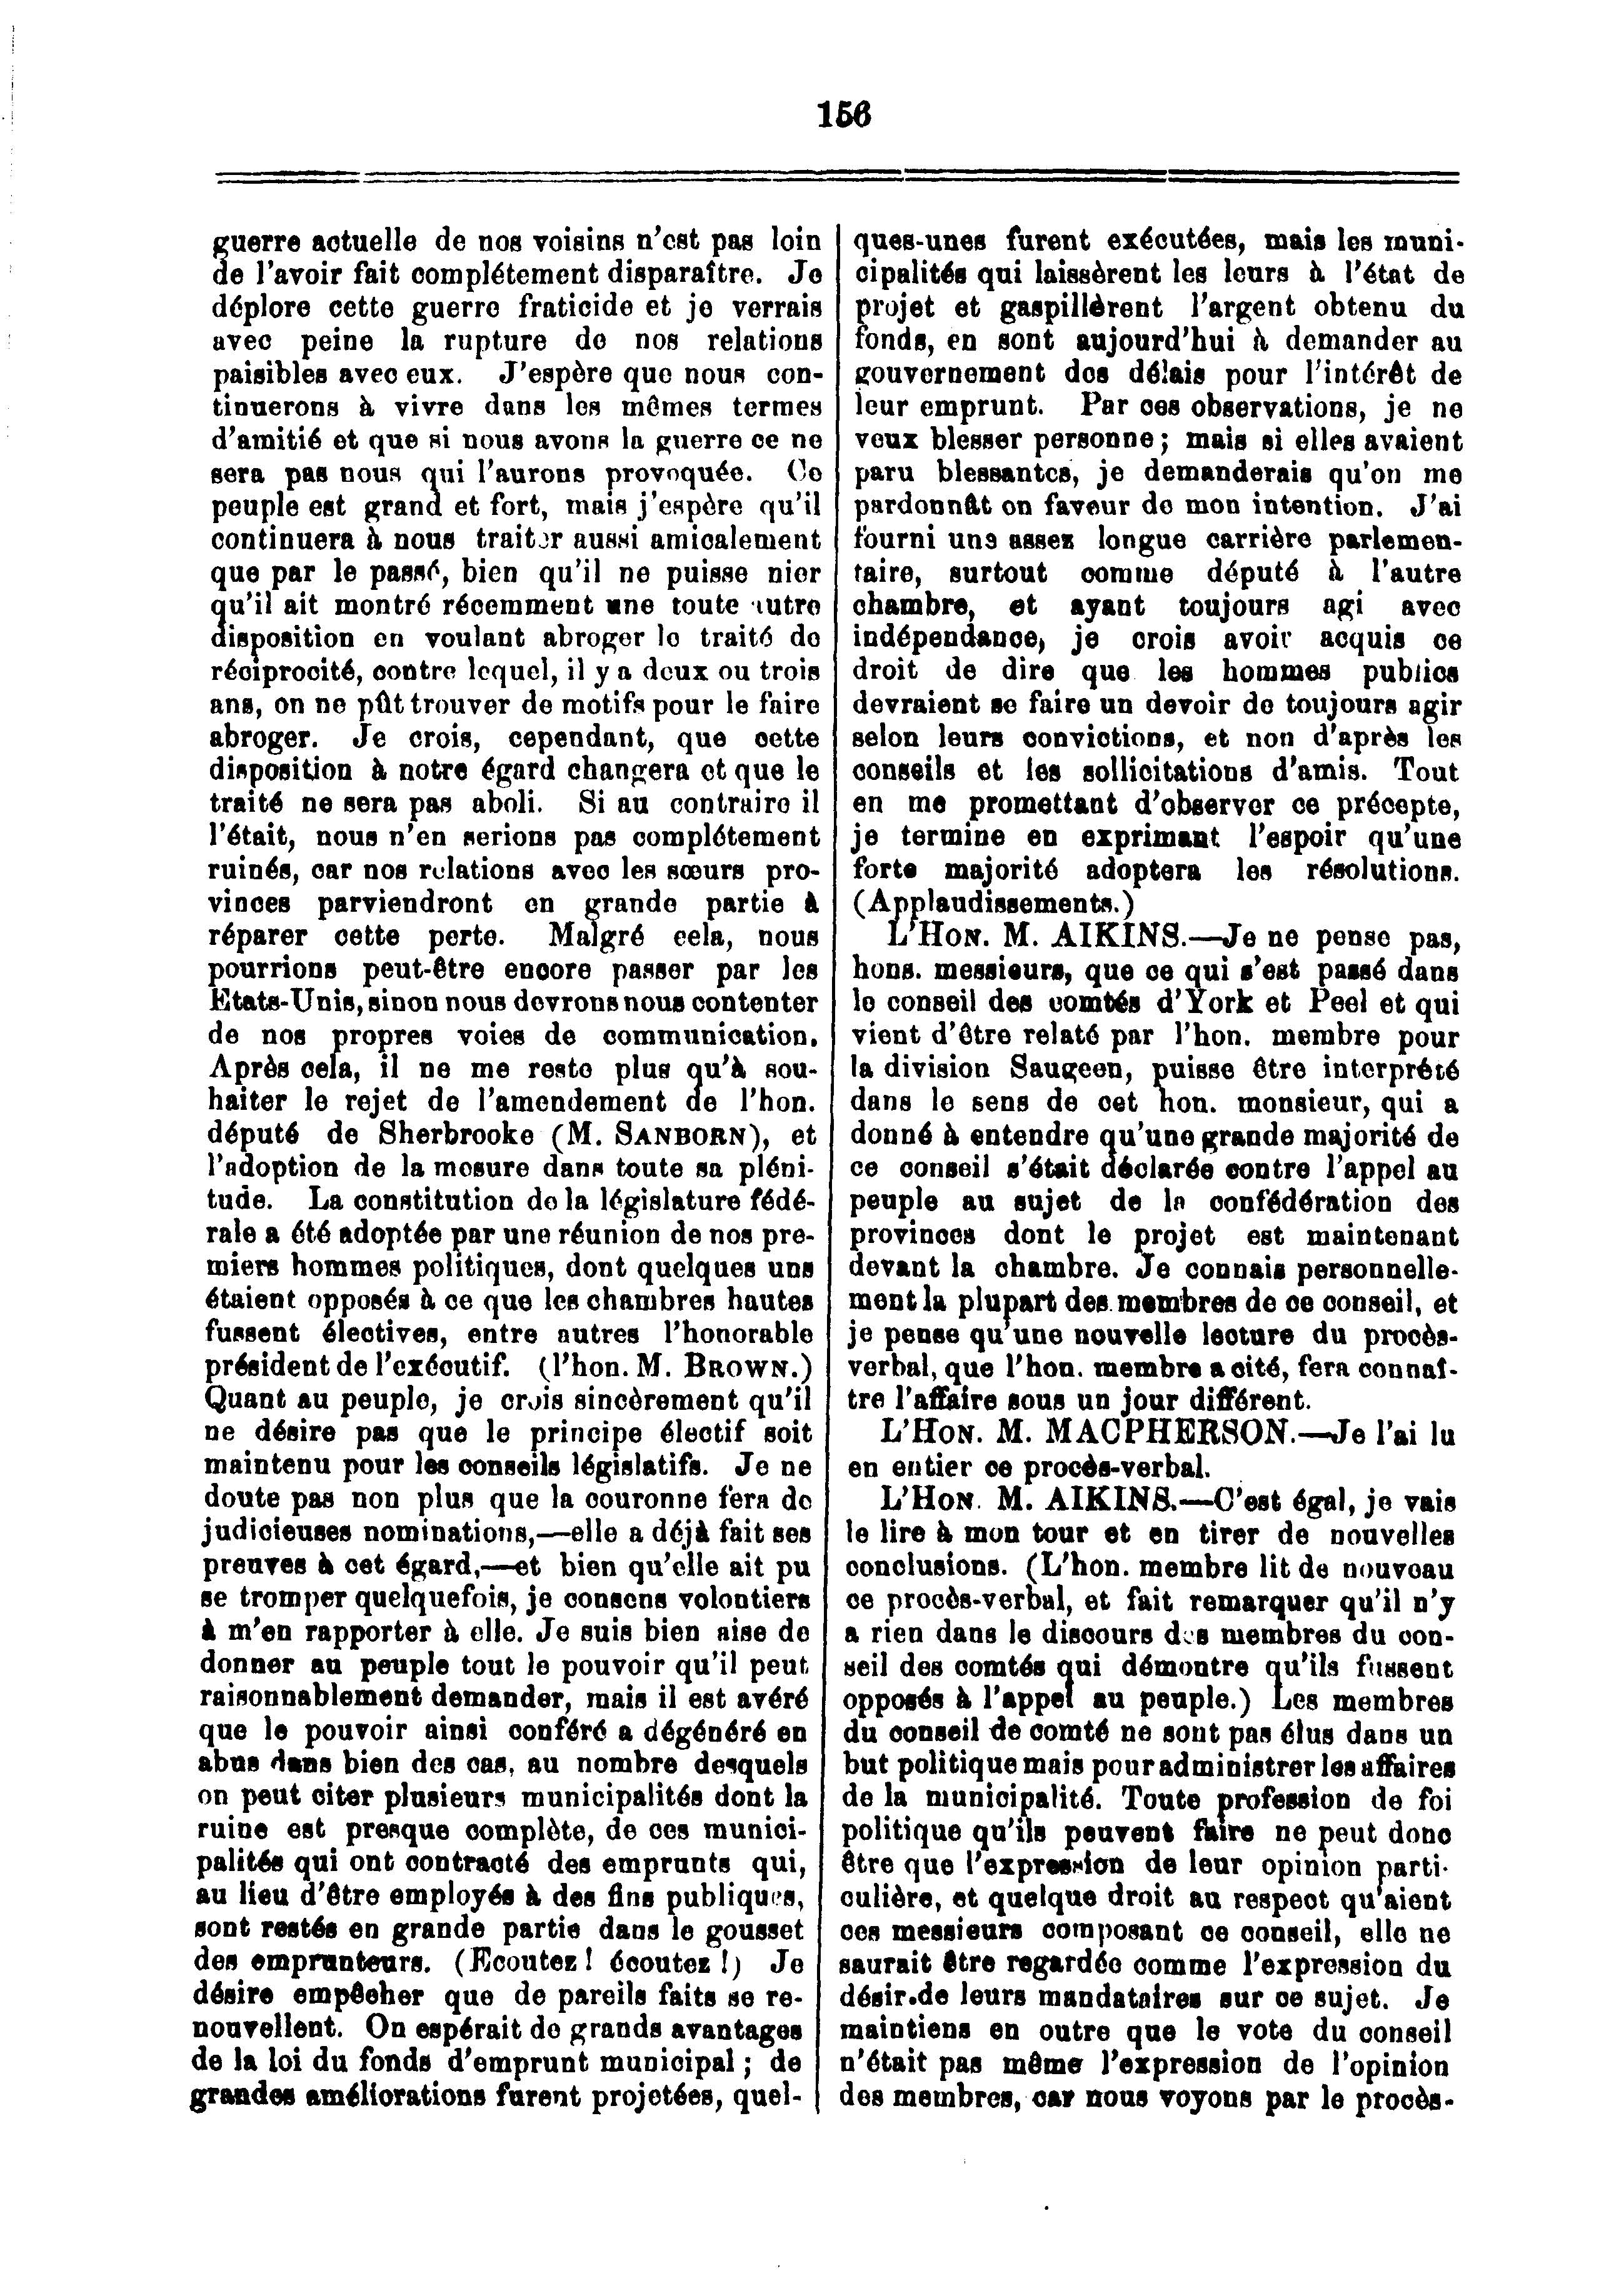 156
guerre actuelle de nos voisins n'est pas loin
de l'avoir fait complétement disparaître. Je
déplore cette guerre fraticide et je verrais
avec peine la rupture de nos relations
paisibles avec eux. J'espère que nous con-
tinuerons à vivre dans les mêmes termes
d'amitié et que si nous avons la guerre ce ne
sera pas nous qui l'aurons provoquée. Ce
peuple est grand et fort, mais j'espère qu'il
continuera à nous traiter aussi amicalement
que par le passé, bien qu'il ne puisse nier
qu'il ait montré récemment une toute autre
disposition en voulant abroger le traité de
réciprocité, contre lequel, il y a deux ou trois
ans, on ne pût trouver de motifs pour le faire
abroger. Je crois, cependant, que cette
disposition à notre égard changera et que le
traité ne sera pas aboli. Si au contraire il
l'était, nous n'en serions pas complétement
ruinés, car nos relations avec les sœurs pro-
vinces parviendront en grande partie à
réparer cette perte. Malgré cela, nous
pourrions peut-être encore passer par les
Etats-Unis, sinon nous devrons nous contenter
de nos propres voies de communication.
Après cela, il ne me reste plus qu'à sou-
haiter le rejet de l'amendement de l'hon.
député de Sherbrooke (M. SANBORN), et
l'adoption de la mesure dans toute sa pléni-
tude. La constitution de la législature fédé-
rale a été adoptée par une réunion de nos pre-
miers hommes politiques, dont quelques uns
étaient opposés à ce que les chambres hautes
fussent électives, entre autres l'honorable
président de l'exécutif. (l'hon. M. BROWN.)
Quant au peuple, je crois sincèrement qu'il
ne désire pas que le principe électif soit
maintenu pour les conseils législatifs. Je ne
doute pas non plus que la couronne fera de
judicieuses nominations,—elle a déjà fait ses
preuves à cet égard,—et bien qu'elle ait pu
se tromper quelquefois, je consens volontiers
à m'en rapporter à elle. Je suis bien aise de
donner au peuple tout le pouvoir qu'il peut
raisonnablement demander, mais il est avéré
que le pouvoir ainsi conféré a dégénéré en
abus dans bien des cas, au nombre desquels
on peut citer plusieurs municipalités dont la
ruine est presque complète, de ces munici-
palités qui ont contracté des emprunts qui,
au lieu d'être employés à des fins publiques,
sont restés en grande partie dans le gousset
des emprunteurs. (Ecoutez ! écoutez !) Je
désire empêcher que de pareils faits se re-
nouvellent. On espérait de grands avantages
de la loi du fonds d'emprunt municipal ; de
grandes améliorations furent projetées, quel-
ques-unes furent exécutées, mais les muni-
cipalités qui laissèrent les leurs à l'état de
projet et gaspillèrent l'argent obtenu du
fonds, en sont aujourd'hui à demander au
gouvernement des délais pour l'intérêt de
leur emprunt. Par ces observations, je ne
veux blesser personne ; mais si elles avaient
paru blessantes, je demanderais qu'on me
pardonnât en faveur de mon intention. J'ai
fourni une assez longue carrière parlemen-
taire, surtout comme député à l'autre
chambre, et ayant toujours agi avec
indépendance, je crois avoir acquis ce
droit de dire que les hommes publics
devraient se faire un devoir de toujours agir
selon leurs convictions, et non d'après les
conseils et les sollicitations d'amis. Tout
en me promettant d'observer ce précepte,
je termine en exprimant l'espoir qu'une
forte majorité adoptera les résolutions.
(Applaudissements.)
L'HON. M. AIKINS.—Je ne pense pas,
hons. messieurs, que ce qui s'est passé dans
le conseil des comtés d'York et Peel et qui
vient d'être relaté par l'hon. membre pour
la division Saugeen, puisse être interprété
dans le sens de cet hon. monsieur, qui a
donné à entendre qu'une grande majorité de
ce conseil s'était déclarée contre l'appel au
peuple au sujet de la confédération des
provinces dont le projet est maintenant
devant la chambre. Je connais personnelle-
ment la plupart des membres de ce conseil, et
je pense qu'une nouvelle lecture du procès-
verbal, que l'hon. membre a cité, fera connaî-
tre l'affaire sous un jour différent.
L'HON. M. MACPHERSON.—Je l'ai lu
en entier ce procès-verbal.
L'HON. M. AIKINS.—C'est égal, je vais
le lire à mon tour et en tirer de nouvelles
conclusions. (L'hon. membre lit de nouveau
ce procès-verbal, et fait remarquer qu'il n'y
a rien dans le discours des membres du con-
seil des comtés qui démontre qu'ils fussent
opposés à l'appel au peuple.) Les membres
du conseil de comté ne sont pas élus dans un
but politique mais pour administrer les affaires
de la municipalité. Toute profession de foi
politique qu'ils peuvent faire ne peut donc
être que l'expression de leur opinion parti-
culière, et quelque droit au respect qu'aient
ces messieurs composant ce conseil, elle ne
saurait être regardée comme l'expression du
désir de leurs mandataires sur ce sujet. Je
maintiens en outre que le vote du conseil
n'était pas même l'expression de l'opinion
des membres, car nous voyons par le procès-